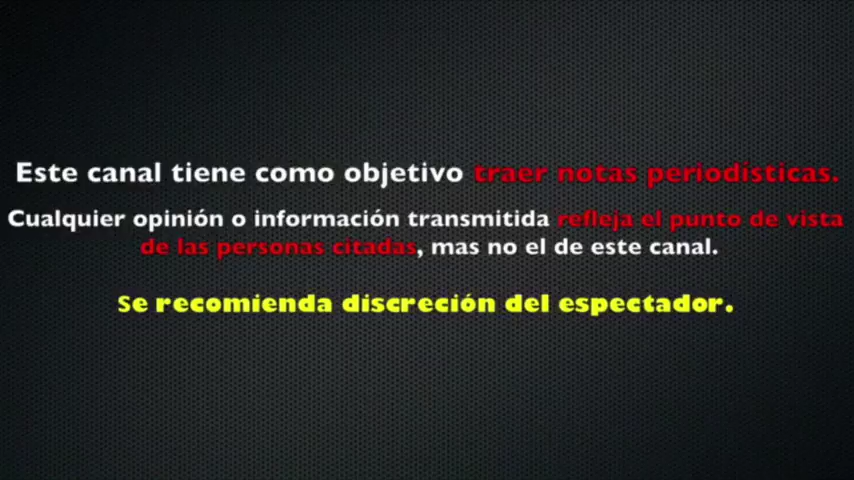 Este canal tiene como objetivo traer notas periodisticas.
Cualquier opinión o información transmitida refleja el punto de vista
de las personas citadas, mas no el de este canal.
Se recomienda discreción del espectador.